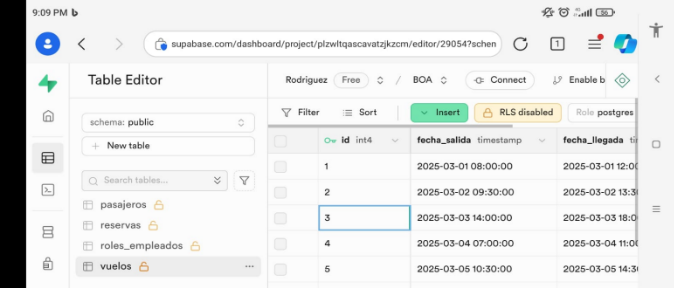 9:09 PM
supabase.com/dashboard/project/plzwltqascavatzjkzcm/editor/29054?schen
1
Table Editor
Rodriguez Free / BOA Connect Enable b
schema: public
Filter Sort Insert RLS disabled Role postgres
New table
id int4 fecha_salida timestamp fecha_llegada ti
Search tables...
1 2025-03-01 08:00:00 2025-03-01 12:0
2 2025-03-02 09:30:00 2025-03-02 13:3
pasajeros
reservas
3 2025-03-03 14:00:00 2025-03-03 18:0
roles_empleados
4 2025-03-04 07:00:00 2025-03-04 11:0
vuelos ...
5 2025-03-05 10:30:00 2025-03-05 14:3